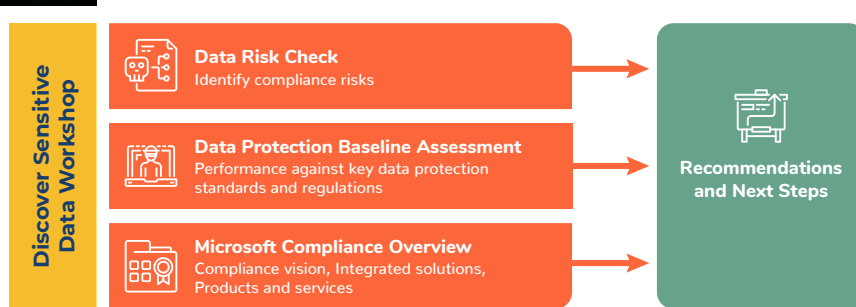 Discover Sensitive
Data Workshop
Data Risk Check
Identify compliance risks
Data Protection Baseline Assessment
Performance against key data protection
standards and regulations
Microsoft Compliance Overview
Compliance vision, Integrated solutions,
Products and services
Recommendations
and Next Steps